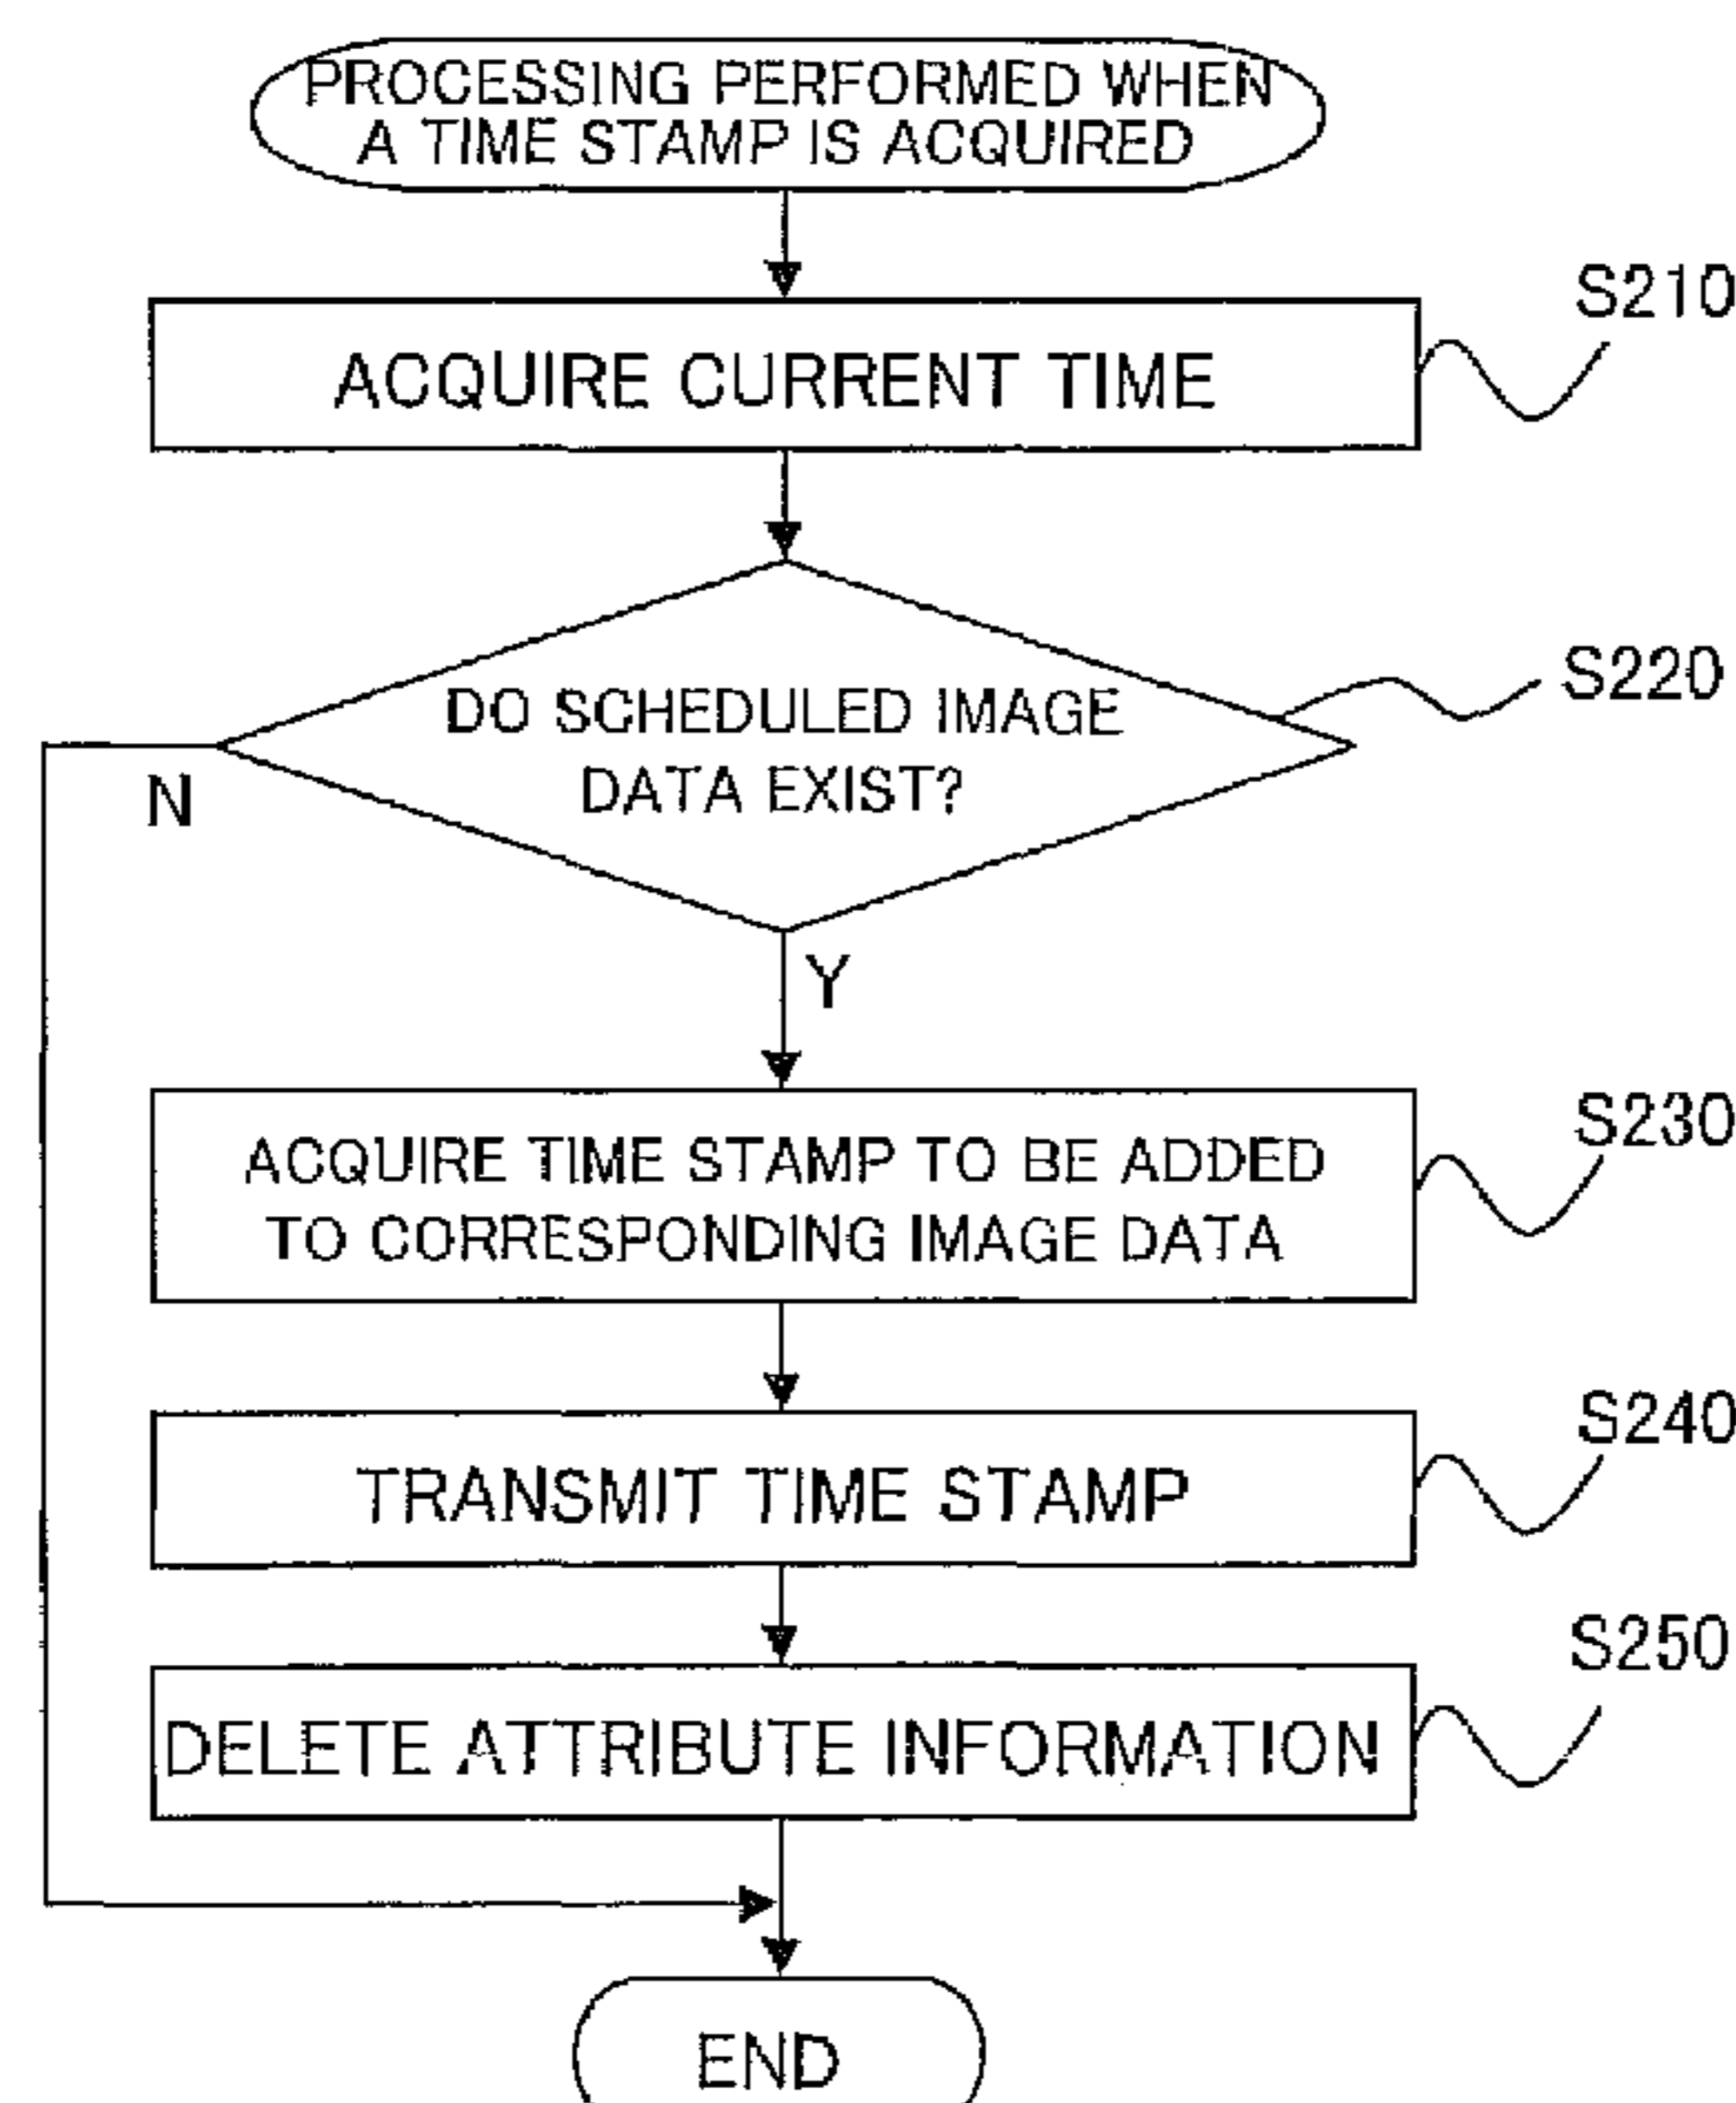 PROCESSING PERFORMED WHEN
A TIME STAMP IS ACQUIRED
S210
ACQUIRE CURRENT TIME
S220
DO SCHEDULED IMAGE
DATA EXIST?
N
Y
S230
ACQUIRE TIME STAMP TO BE ADDED
TO CORRESPONDING IMAGE DATA
S240
TRANSMIT TIME STAMP
S250
DELETE ATTRIBUTE INFORMATION
END